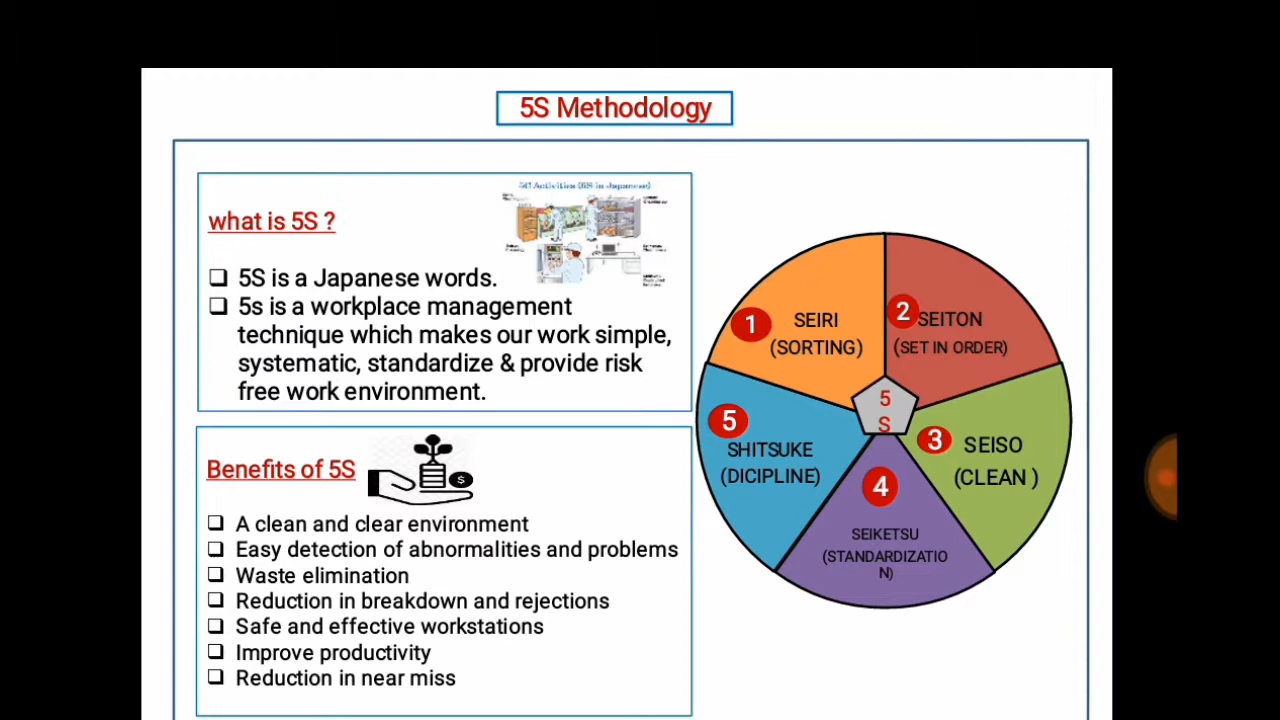 5S Methodology
what is 5S ?
5S is a Japanese words.
5s is a workplace management
technique which makes our work simple,
systematic, standardize & provide risk
free work environment.
Benefits of 5S
$
A clean and clear environment
Easy detection of abnormalities and problems
Waste elimination
Reduction in breakdown and rejections
Safe and effective workstations
Improve productivity
Reduction in near miss
1
SEIRI
(SORTING)
2
SEITON
(SET IN ORDER)
3
SEISO
(CLEAN )
4
SEIKETSU
(STANDARDIZATIO
N)
5
SHITSUKE
(DICIPLINE)
5
S